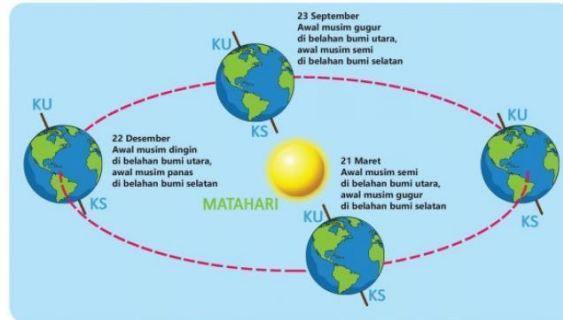 23 September
Awal musim gugur
di belahan bumi utara,
awal musim semi
di belahan bumi selatan
KU
KS
KU
22 Desember
Awal musim dingin
di belahan bumi utara,
awal musim panas
di belahan bumi selatan
KS
MATAHARI
21 Maret
Awal musim semi
di belahan bumi utara,
awal musim gugur
di belahan bumi selatan
KU
KS
KU
KS